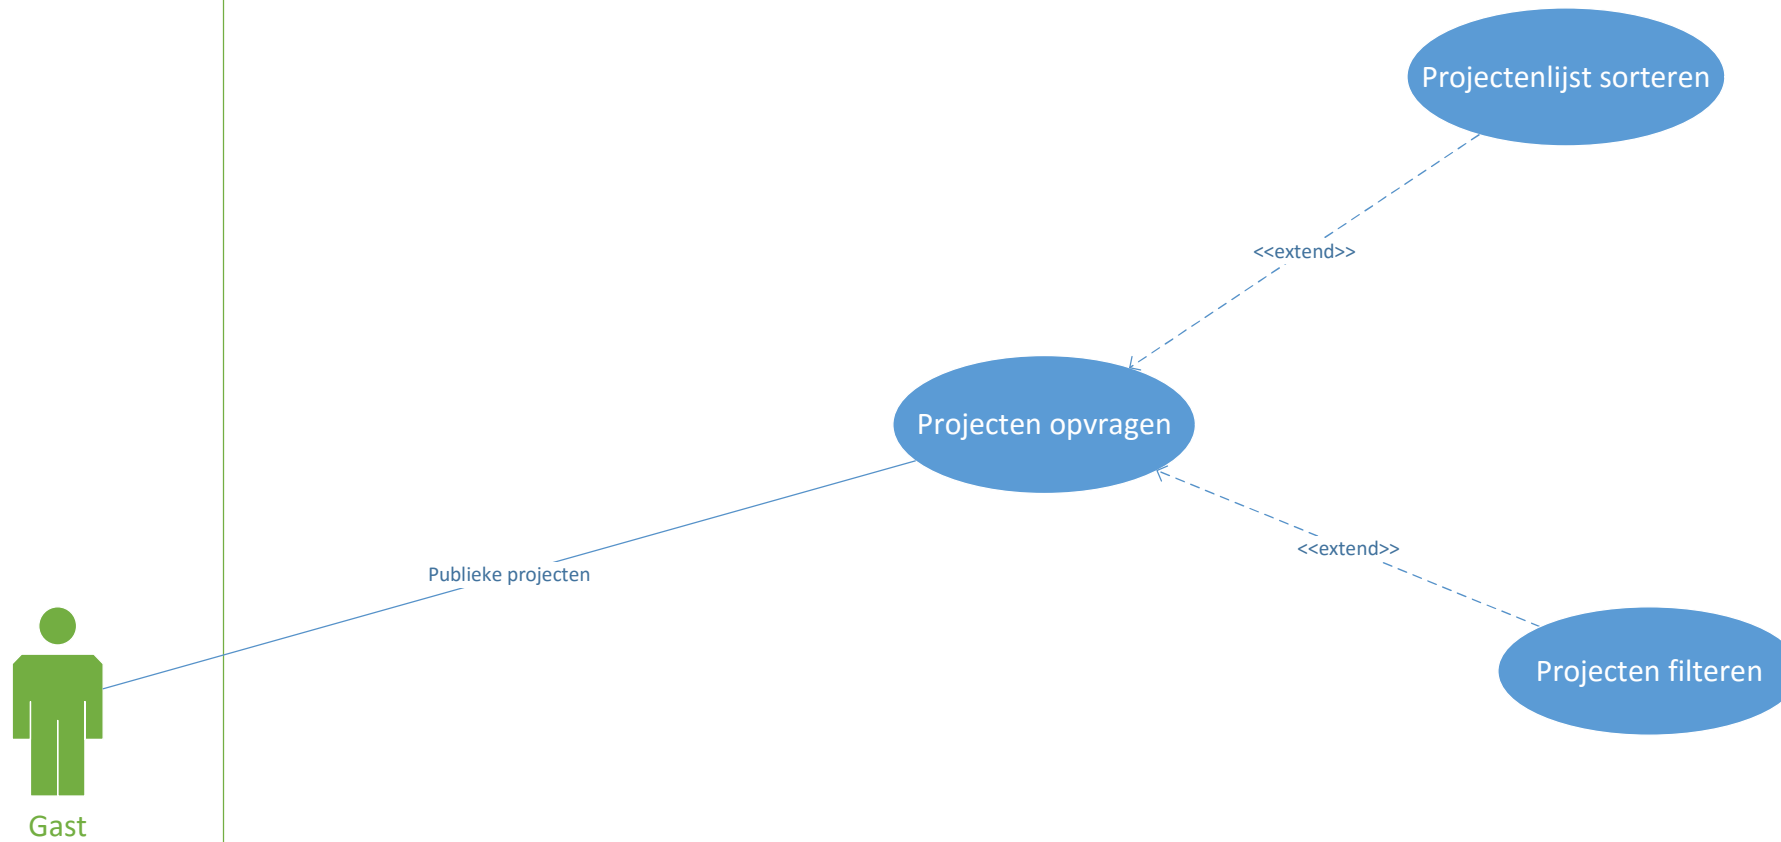 Projectenlijst sorteren
<<extend>>
Projecten opvragen
<<extend>>
Publieke projecten
Projecten filteren
Gast